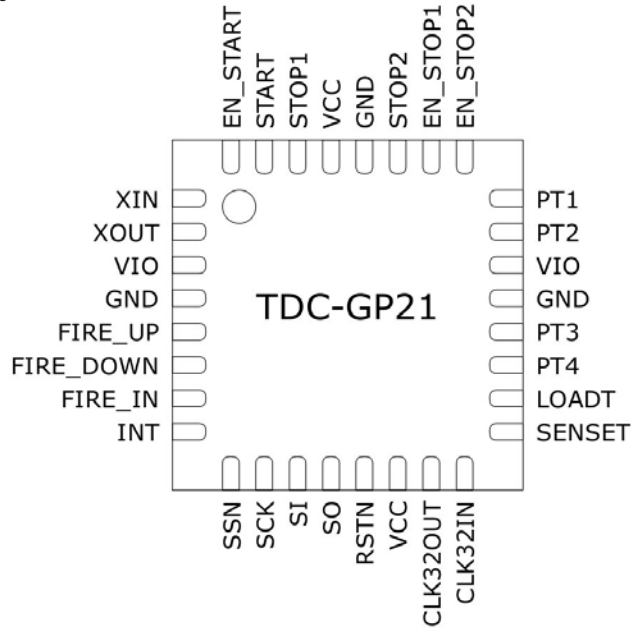 EN_START
START
STOP1
VCC
GND
STOP2
EN_STOP1
EN_STOP2
XIN
XOUT
VIO
GND
FIRE_UP
FIRE_DOWN
FIRE_IN
INT
TDC-GP21
PT1
PT2
VIO
GND
PT3
PT4
LOADT
SENSET
SSN
SCK
SI
SO
RSTN
VCC
CLK32OUT
CLK32IN